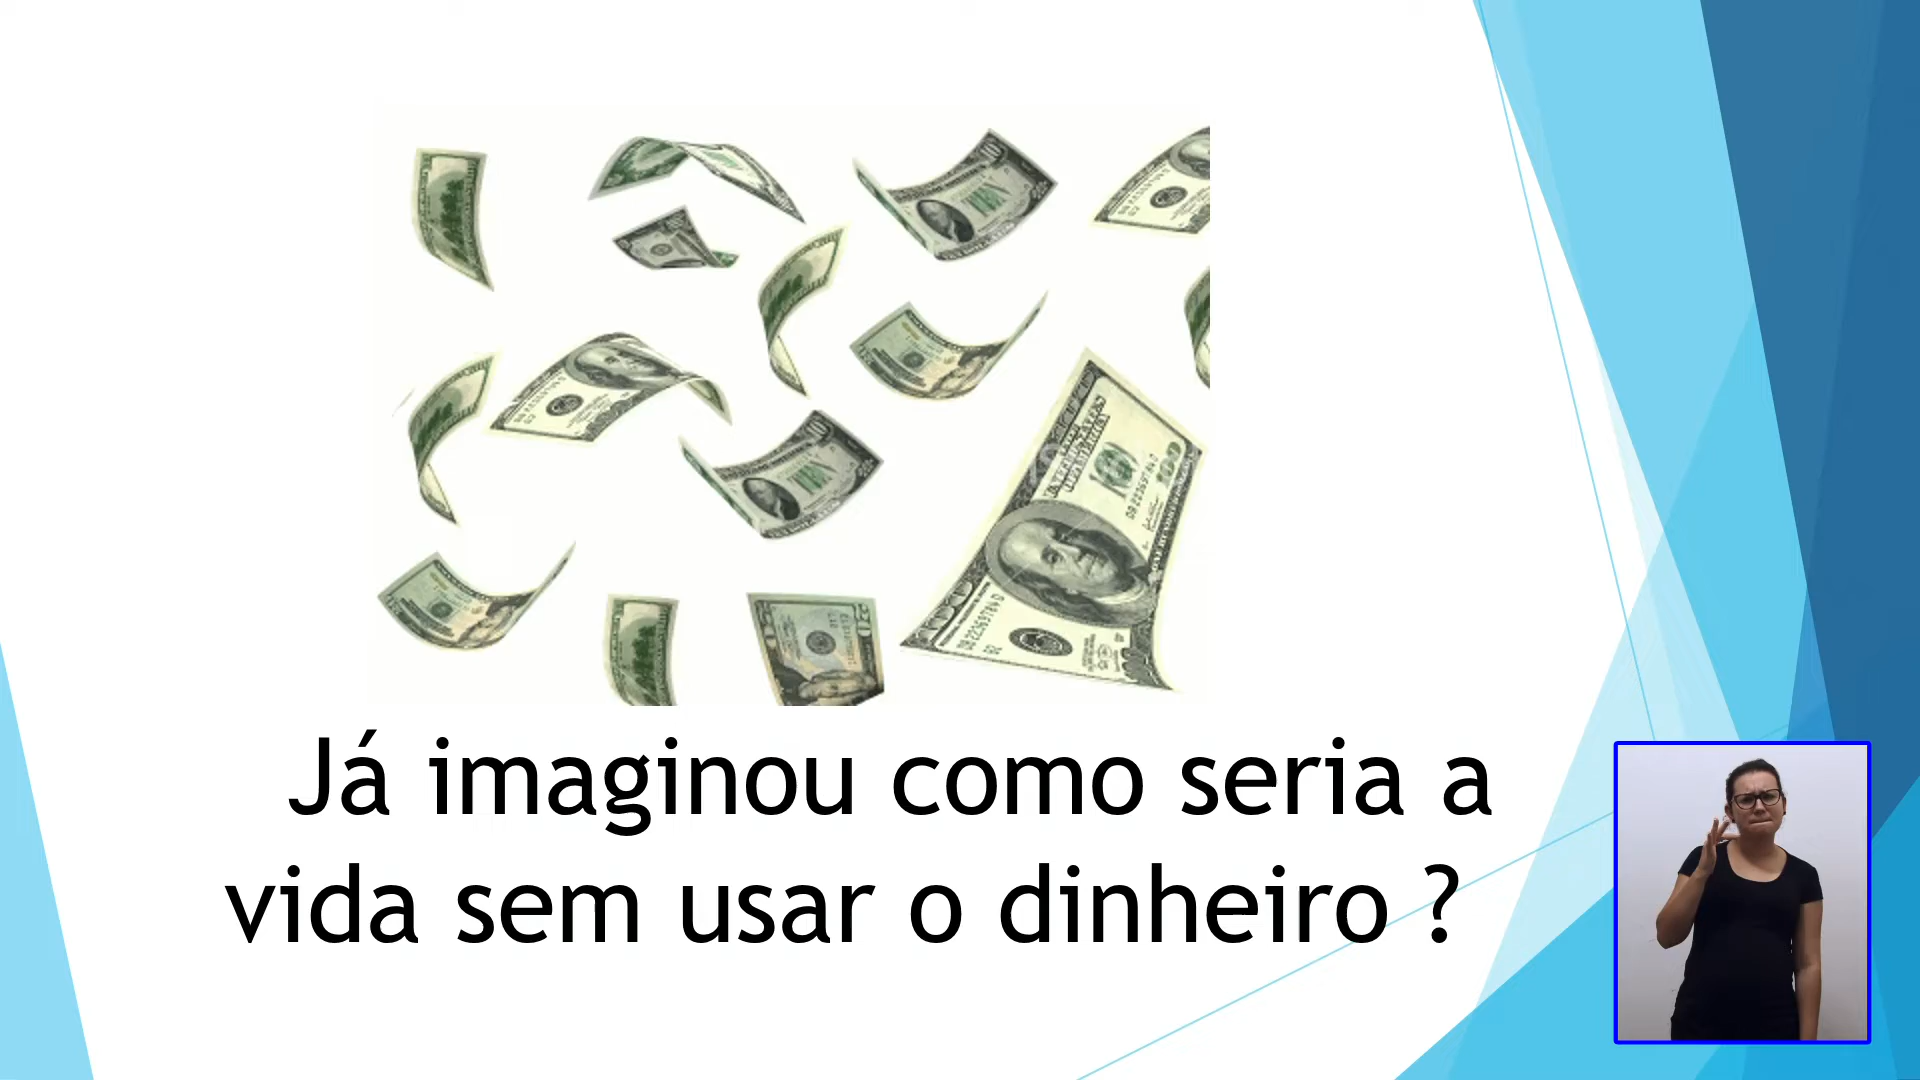 Já imaginou como seria a
vida sem usar o dinheiro ?